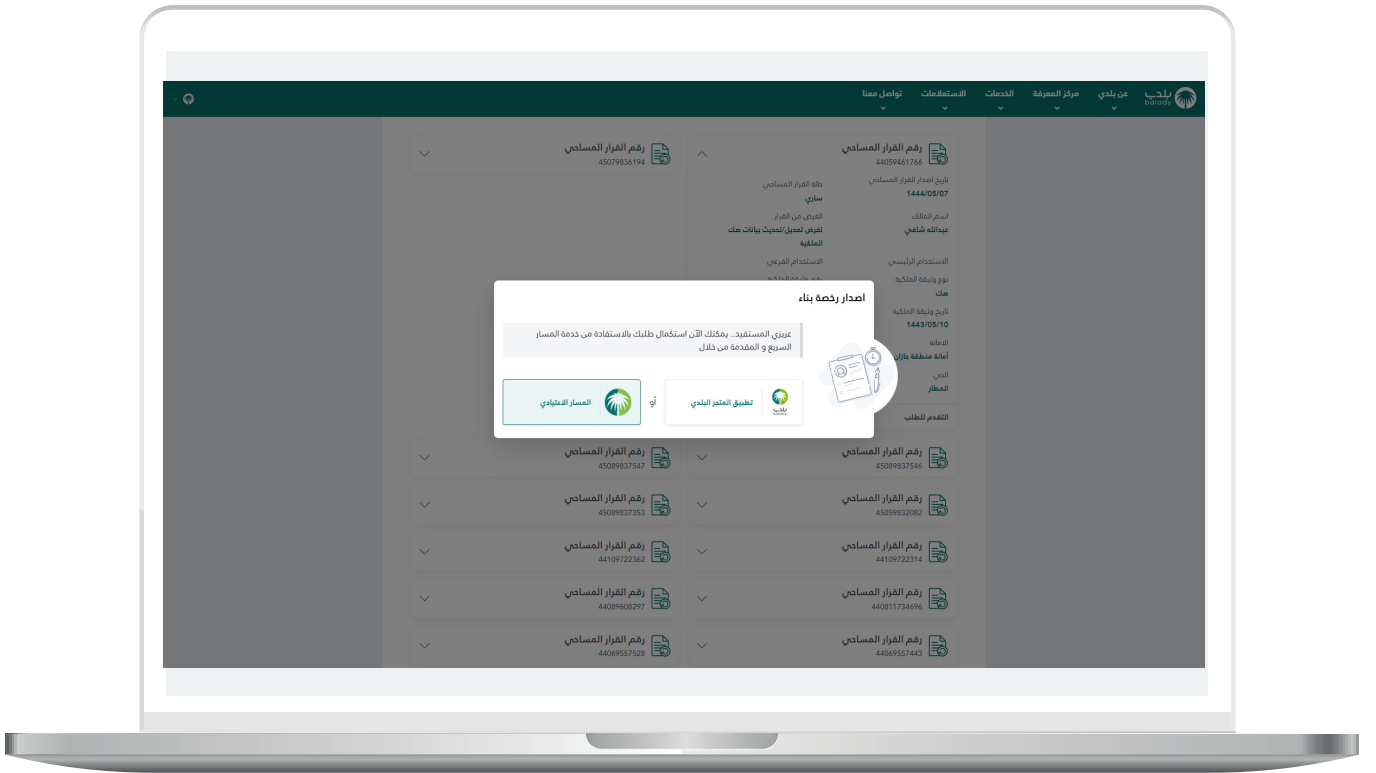 بلدي
balady
عن بلدي
مركز المعرفة
الخدمات
الاستعلامات
تواصل معنا
رقم القرار المساحي
44059461766
رقم القرار المساحي
45079836194
تاريخ اصدار القرار المساحي
1444/05/07
حالة القرار المساحي
ساري
اسم المالك
عبدالله شافي
الغرض من القرار
لغرض تعديل/تحديث بيانات صك
الملكية
الاستخدام الرئيسي
الاستخدام الفرعي
نوع وثيقة الملكية
صك
رقم وثيقة الملكية
تاريخ وثيقة الملكية
1443/05/10
الامانة
أمانة منطقة جازان
الحي
المطار
التقدم للطلب
اصدار رخصة بناء
عزيزي المستفيد.. يمكنك الآن استكمال طلبك بالاستفادة من خدمة المسار
السريع و المقدمة من خلال
بلدي
balady
تطبيق المتجر البلدي
أو
المسار الاعتيادي
رقم القرار المساحي
45089837546
رقم القرار المساحي
45089837547
رقم القرار المساحي
45059832082
رقم القرار المساحي
45089837353
رقم القرار المساحي
44109722314
رقم القرار المساحي
44109722362
رقم القرار المساحي
440811734696
رقم القرار المساحي
44089608297
رقم القرار المساحي
44069557443
رقم القرار المساحي
44069557528